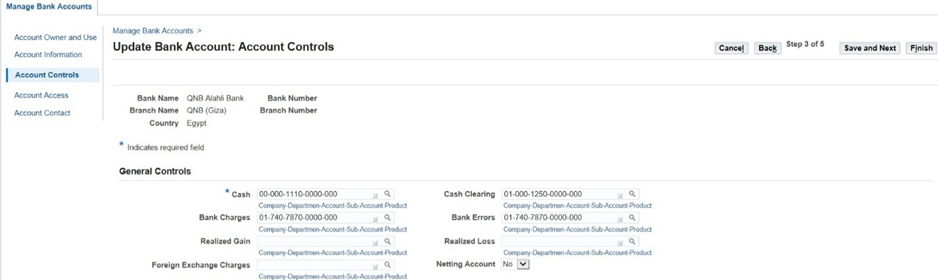 Manage Bank Accounts
Account Owner and Use
Account Information
Account Controls
Account Access
Account Contact
Manage Bank Accounts >
Update Bank Account: Account Controls
Cancel Back Step 3 of 5 Save and Next Finish
Bank Name QNB Alahli Bank Bank Number
Branch Name QNB (Giza) Branch Number
Country Egypt
* Indicates required field
General Controls
* Cash 00-000-1110-0000-000 Cash Clearing 01-000-1250-0000-000
Company-Departmen-Account-Sub-Account-Product Company-Departmen-Account-Sub-Account-Product
Bank Charges 01-740-7870-0000-000 Bank Errors 01-740-7870-0000-000
Company-Departmen-Account-Sub-Account-Product Company-Departmen-Account-Sub-Account-Product
Realized Gain Realized Loss
Company-Departmen-Account-Sub-Account-Product Company-Departmen-Account-Sub-Account-Product
Foreign Exchange Charges Netting Account No
Company-Departmen-Account-Sub-Account-Product